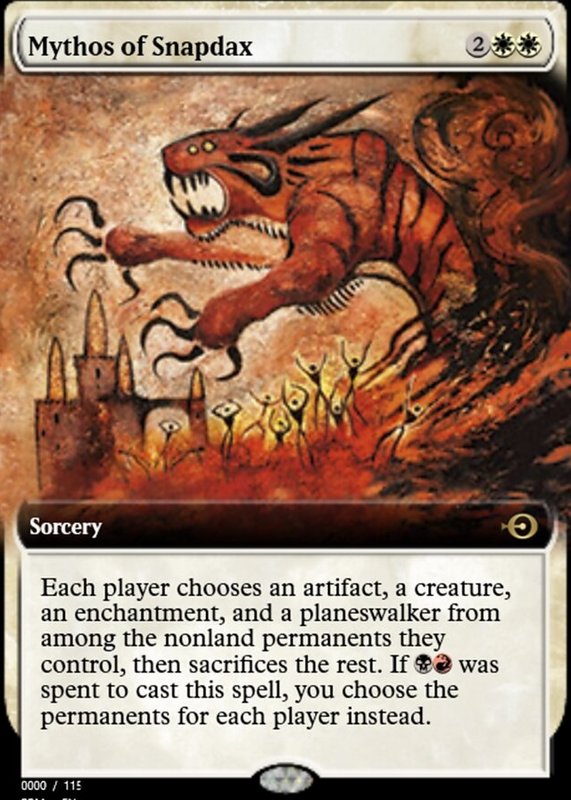 Mythos of Snapdax 2
Sorcery
Each player chooses an artifact, a creature,
an enchantment, and a planeswalker from
among the nonland permanents they
control, then sacrifices the rest. If was
spent to cast this spell, you choose the
permanents for each player instead.
0000 / 115